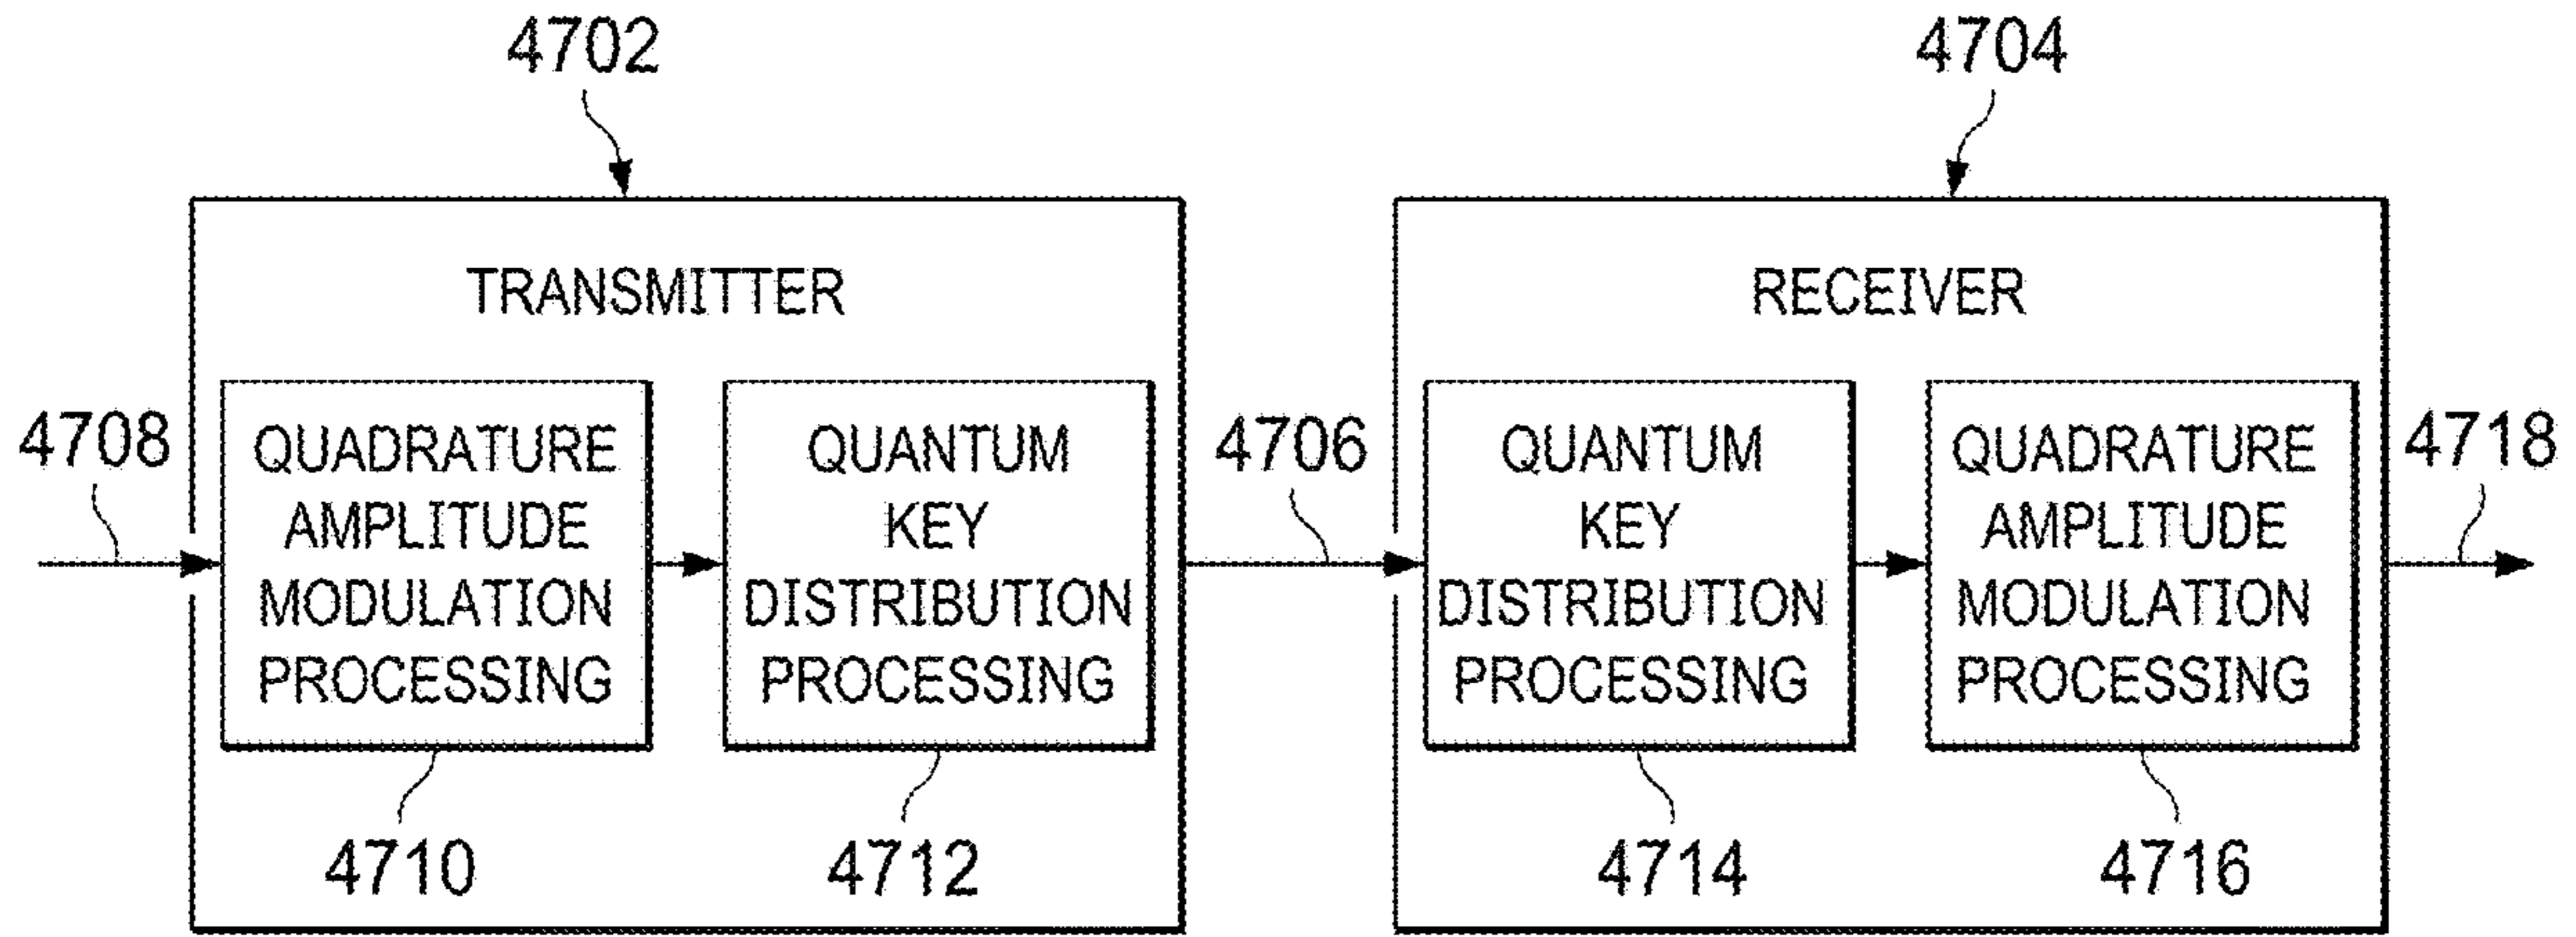 4702
4704
TRANSMITTER
RECEIVER
4708
QUADRATURE
AMPLITUDE
MODULATION
PROCESSING
QUANTUM
KEY
DISTRIBUTION
PROCESSING
4706
QUANTUM
KEY
DISTRIBUTION
PROCESSING
QUADRATURE
AMPLITUDE
MODULATION
PROCESSING
4718
4710
4712
4714
4716